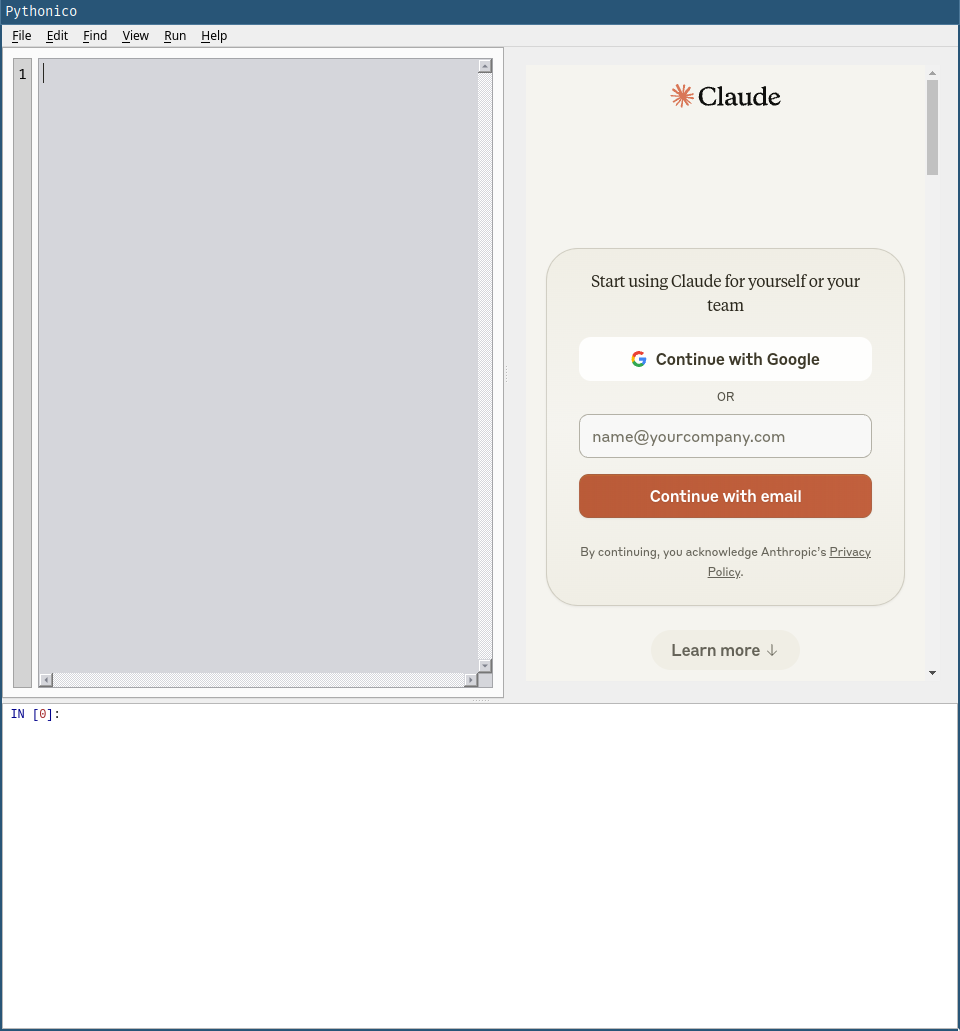 Pythonico
File Edit Find View Run Help
1
Claude
Start using Claude for yourself or your
team
Continue with Google
OR
name@yourcompany.com
Continue with email
By continuing, you acknowledge Anthropic's Privacy
Policy.
Learn more ↓
IN [0]: